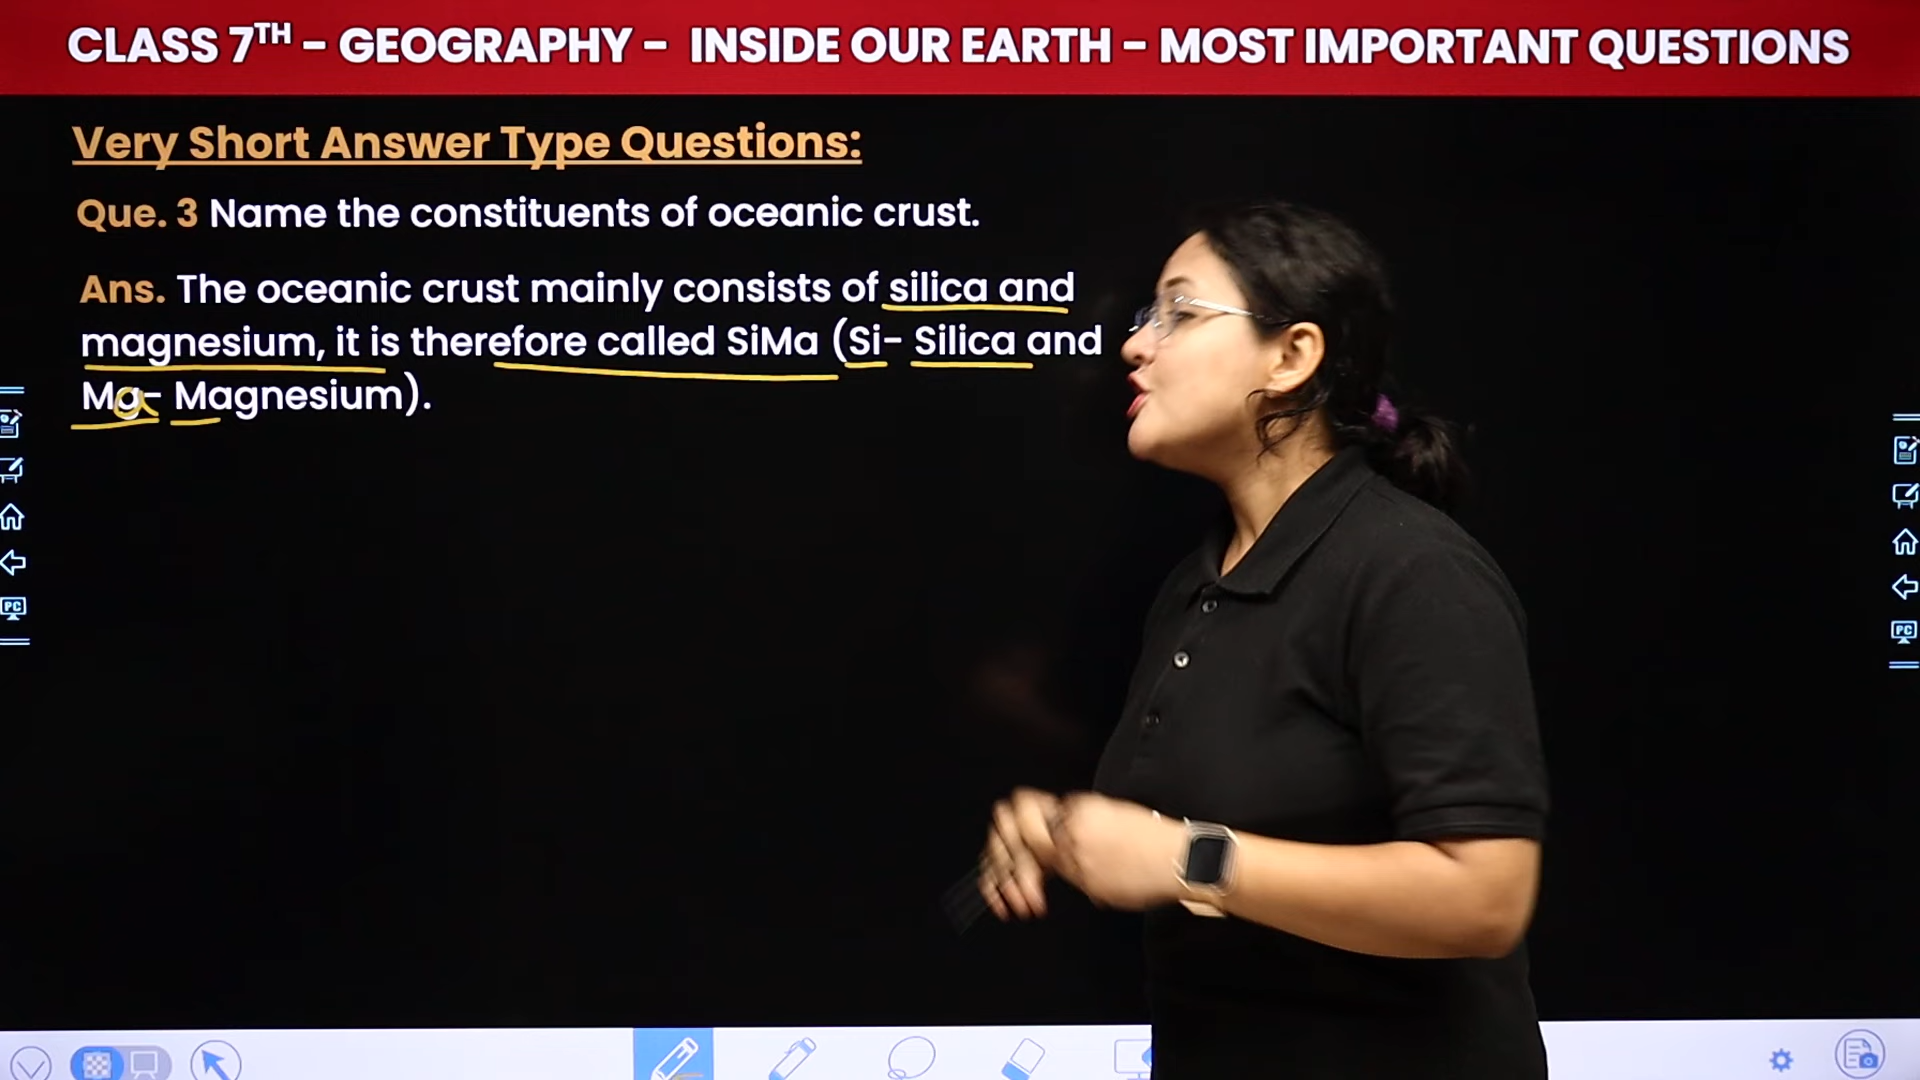 CLASS 7TH – GEOGRAPHY – INSIDE OUR EARTH – MOST IMPORTANT QUESTIONS
Very Short Answer Type Questions:
Que. 3 Name the constituents of oceanic crust.
Ans. The oceanic crust mainly consists of silica and
magnesium, it is therefore called SiMa (Si- Silica and
Mg- Magnesium).
a
PC
PC